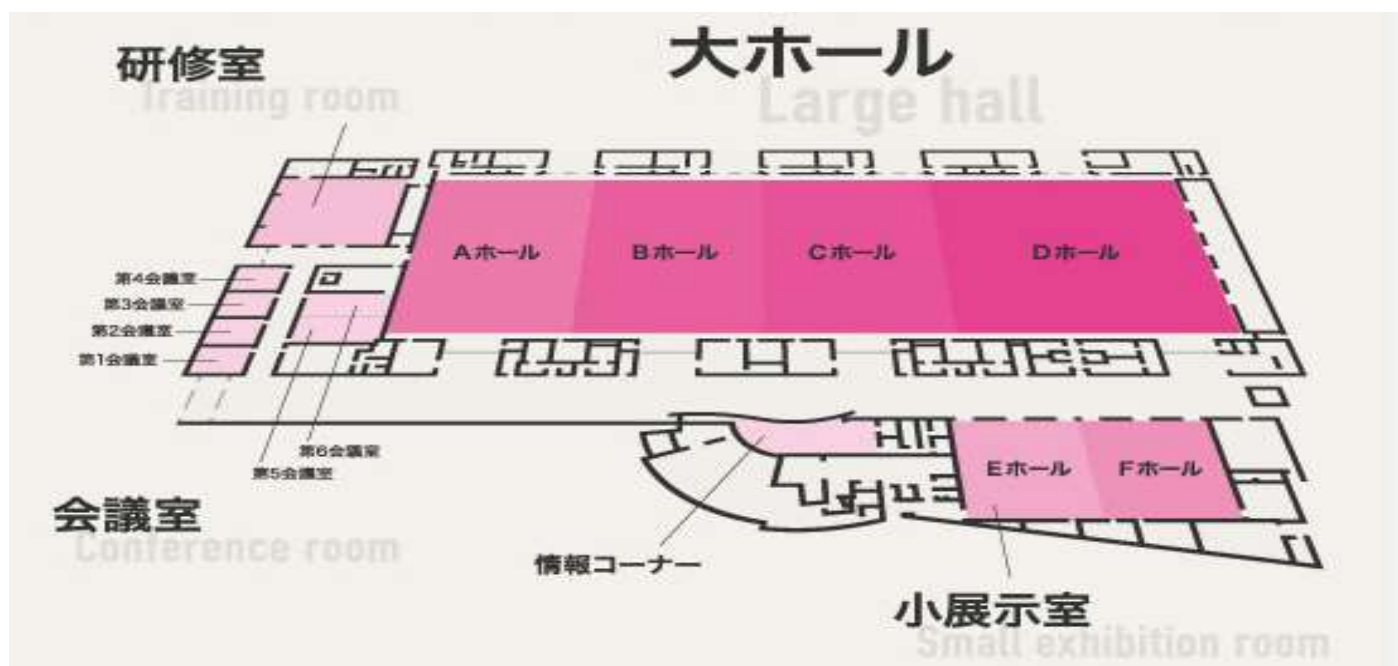 研修室
Training room
大ホール
Large hall
Aホール
Bホール
Cホール
Dホール
第4会議室
第3会議室
第2会議室
第1会議室
第6会議室
第5会議室
会議室
Conference room
情報コーナー
Eホール
Fホール
小展示室
Small exhibition room